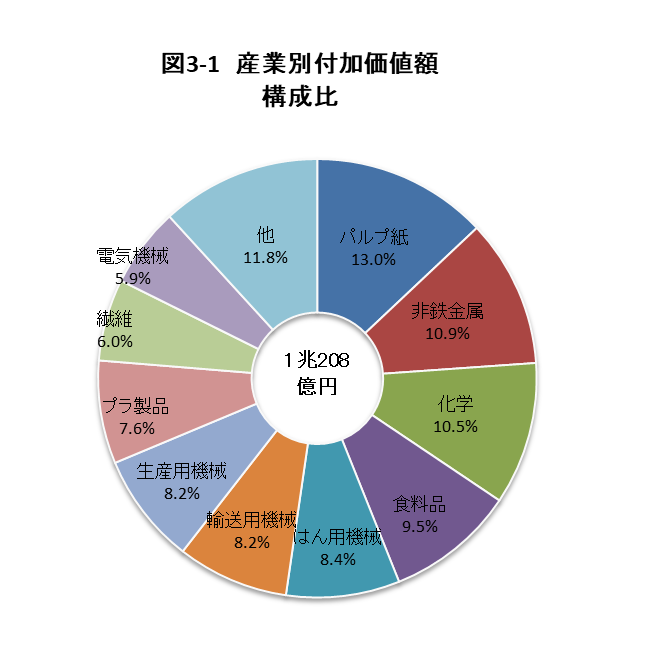 図3-1 産業別付加価値額
構成比
パルプ紙
13.0%
非鉄金属
10.9%
化学
10.5%
食料品
9.5%
はん用機械
8.4%
輸送用機械
8.2%
生産用機械
8.2%
プラ製品
7.6%
繊維
6.0%
電気機械
5.9%
他
11.8%
１兆208
億円